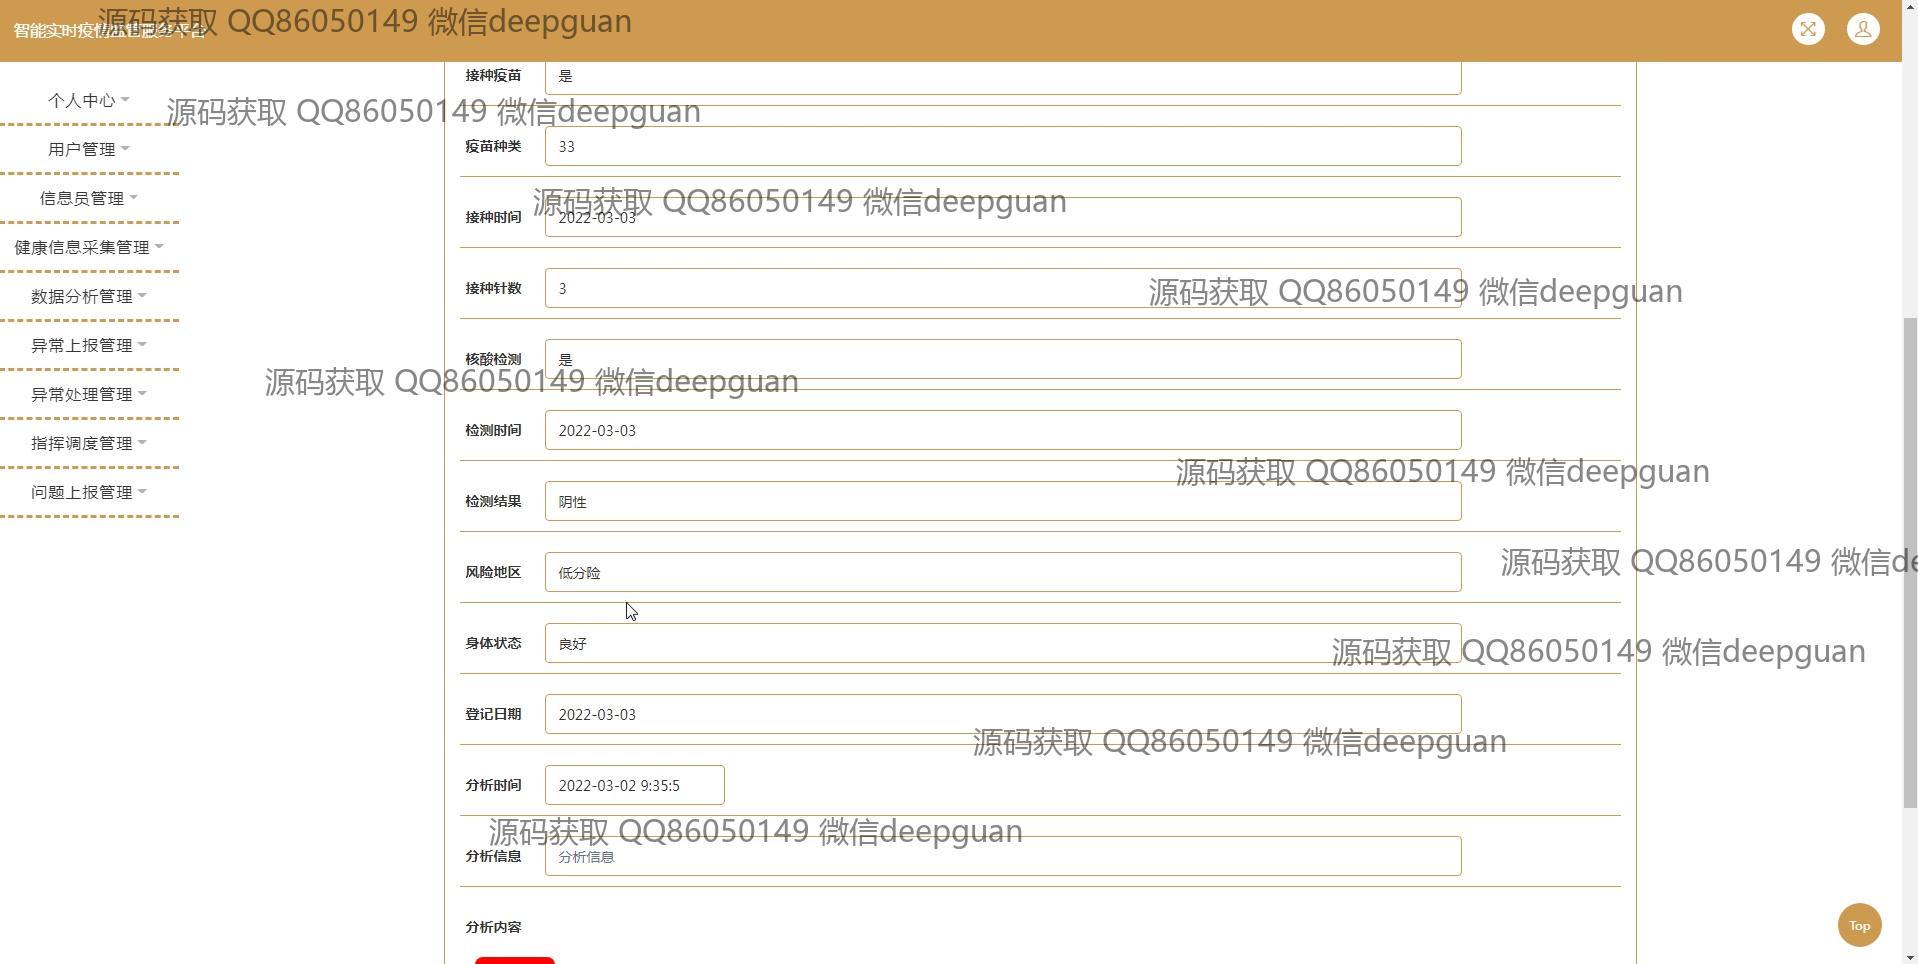 智能实时疫情监管服务平台
源码获取 QQ86050149 微信deepguan
个人中心
用户管理
信息员管理
健康信息采集管理
数据分析管理
异常上报管理
异常处理管理
指挥调度管理
问题上报管理
接种疫苗 是
源码获取 QQ86050149 微信deepguan
疫苗种类 33
源码获取 QQ86050149 微信deepguan
接种时间 2022-03-03
接种针数 3
源码获取 QQ86050149 微信deepguan
核酸检测 是
源码获取 QQ86050149 微信deepguan
检测时间 2022-03-03
源码获取 QQ86050149 微信deepguan
检测结果 阴性
源码获取 QQ86050149 微信de
风险地区 低分险
身体状态 良好
源码获取 QQ86050149 微信deepguan
登记日期 2022-03-03
源码获取 QQ86050149 微信deepguan
分析时间 2022-03-02 9:35:5
源码获取 QQ86050149 微信deepguan
分析信息 分析信息
分析内容
Top